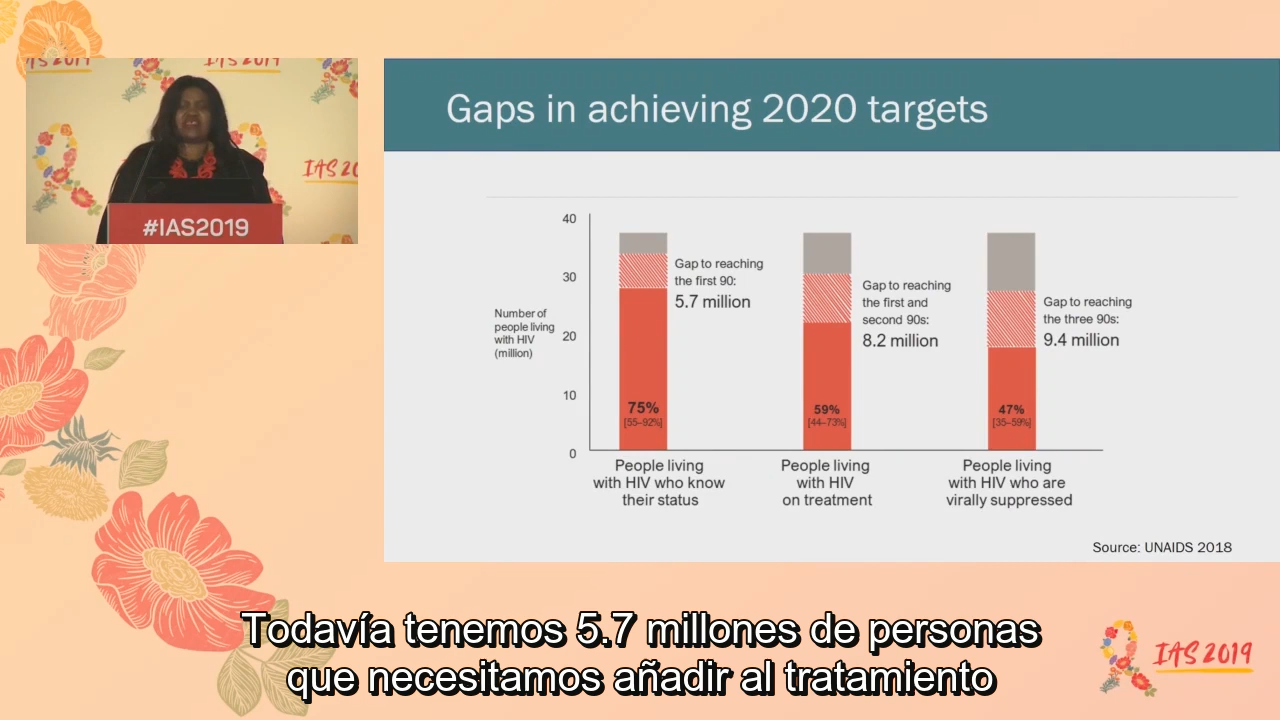 IAS 2019
IAS 2019
IAS 20
#IAS2019
Gaps in achieving 2020 targets
40
30
20
10
0
Number of
people living
with HIV
(million)
Gap to reaching
the first 90:
5.7 million
Gap to reaching
the first and
second 90s:
8.2 million
Gap to reaching
the three 90s:
9.4 million
75%
[55–92%]
59%
[44–73%]
47%
[35–59%]
People living
with HIV who know
their status
People living
with HIV
on treatment
People living
with HIV who are
virally suppressed
Source: UNAIDS 2018
Todavía tenemos 5.7 millones de personas
que necesitamos añadir al tratamiento
IAS 2019